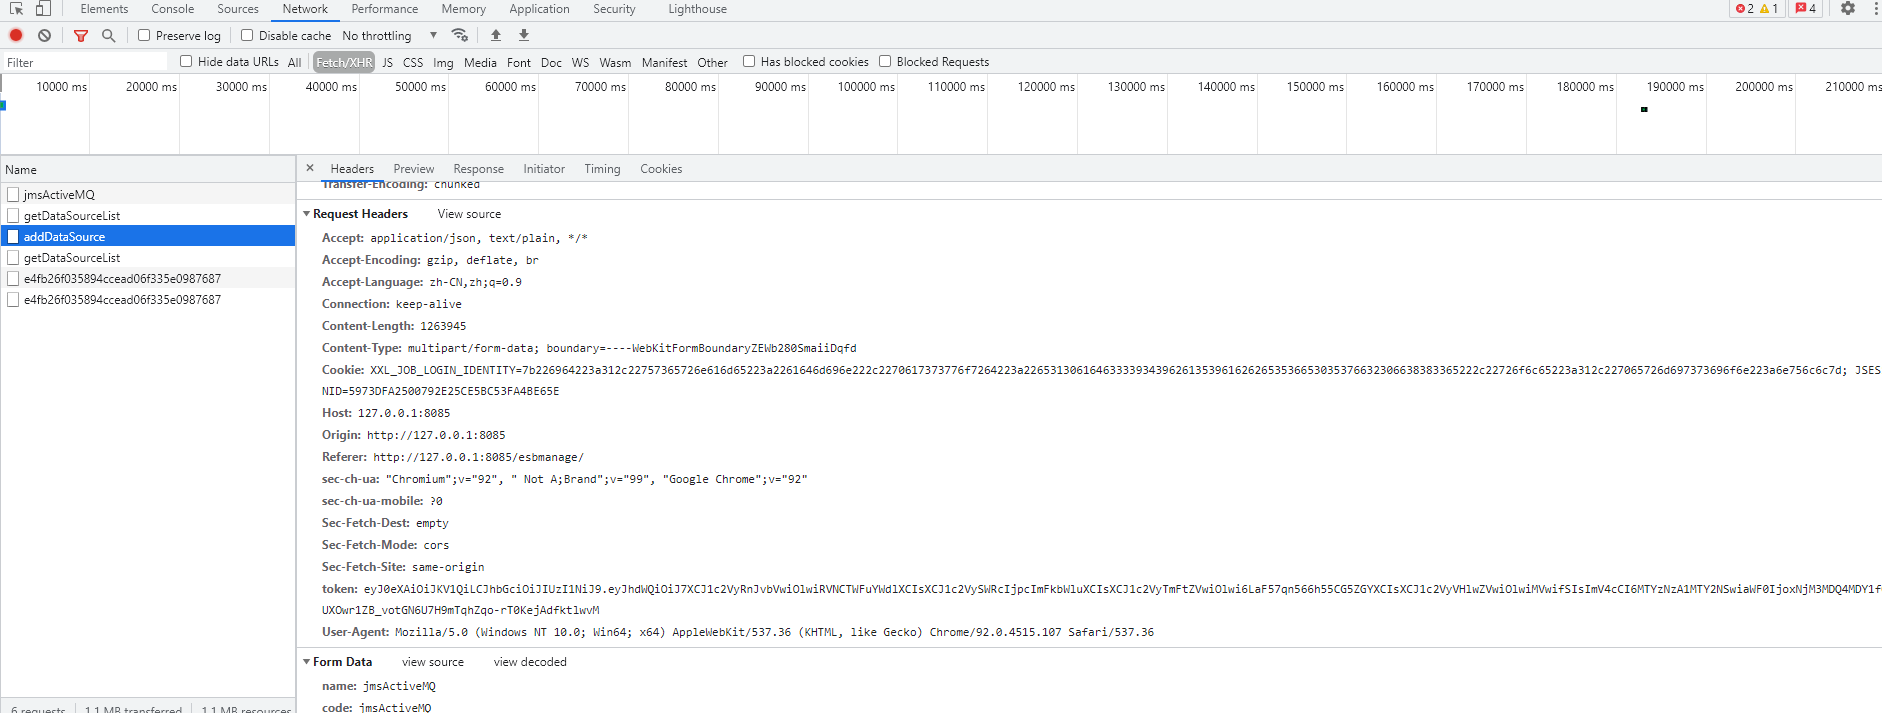 Elements Console Sources Network Performance Memory Application Security Lighthouse 2 1 4
Preserve log Disable cache No throttling
Filter Hide data URLs All Fetch/XHR JS CSS Img Media Font Doc WS Wasm Manifest Other Has blocked cookies Blocked Requests
10000 ms 20000 ms 30000 ms 40000 ms 50000 ms 60000 ms 70000 ms 80000 ms 90000 ms 100000 ms 110000 ms 120000 ms 130000 ms 140000 ms 150000 ms 160000 ms 170000 ms 180000 ms 190000 ms 200000 ms 210000 ms
Name
jmsActiveMQ
getDataSourceList
addDataSource
getDataSourceList
e4fb26f035894ccead06f335e0987687
e4fb26f035894ccead06f335e0987687
6 requests 1.1 MB transferred 1.1 MB resources
× Headers Preview Response Initiator Timing Cookies
Transfer-Encoding: chunked
Request Headers View source
Accept: application/json, text/plain, */*
Accept-Encoding: gzip, deflate, br
Accept-Language: zh-CN,zh;q=0.9
Connection: keep-alive
Content-Length: 1263945
Content-Type: multipart/form-data; boundary=----WebKitFormBoundaryZEWb280SmaiiDqfd
Cookie: JSES
NID=5973DFA2500792E25CE5BC53FA4BE65E
Host: 127.0.0.1:8085
Origin: http://127.0.0.1:8085
Referer: http://127.0.0.1:8085/esbmanage/
sec-ch-ua: "Chromium";v="92", " Not A;Brand";v="99", "Google Chrome";v="92"
sec-ch-ua-mobile: ?0
Sec-Fetch-Dest: empty
Sec-Fetch-Mode: cors
Sec-Fetch-Site: same-origin
token:
UXOwr1ZB_votGN6U7H9mTqhZqo-rT0KejAdfktlwvM
User-Agent: Mozilla/5.0 (Windows NT 10.0; Win64; x64) AppleWebKit/537.36 (KHTML, like Gecko) Chrome/92.0.4515.107 Safari/537.36
Form Data view source view decoded
name: jmsActiveMQ
code: jmsActiveMQ